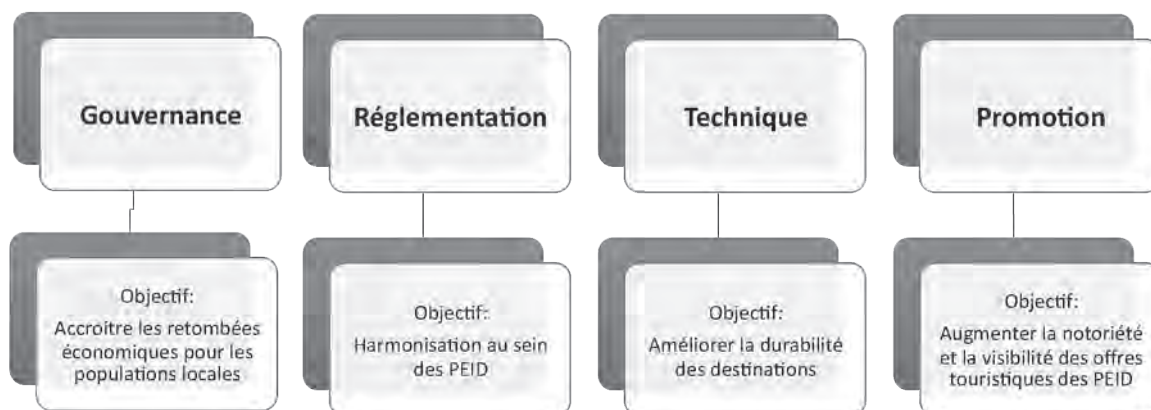 Gouvernance
Réglementation
Technique
Promotion
Objectif:
Accroitre les retombées
économiques pour les
populations locales
Objectif:
Harmonisation au sein
des PEID
Objectif:
Améliorer la durabilité
des destinations
Objectif:
Augmenter la notoriété
et la visibilité des offres
touristiques des PEID